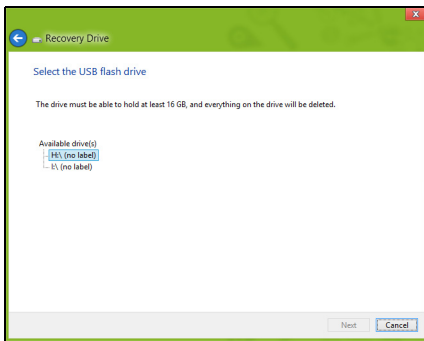 Recovery Drive
Select the USB flash drive
The drive must be able to hold at least 16 GB, and everything on the drive will be deleted.
Available drive(s)
H:\ (no label)
I:\ (no label)
Next
Cancel